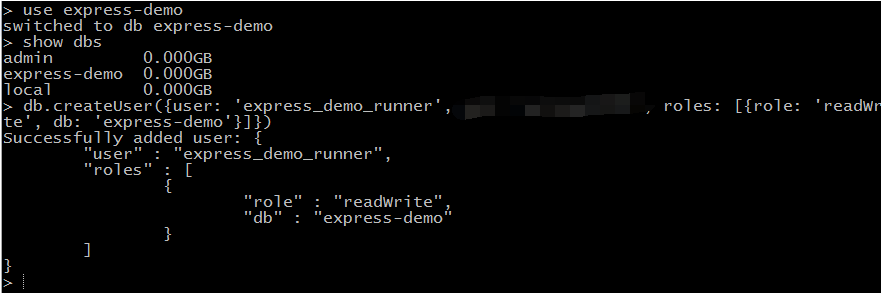 > use express-demo
switched to db express-demo
> show dbs
admin         0.000GB
express-demo  0.000GB
local         0.000GB
> db.createUser({user: 'express_demo_runner', , roles: [{role: 'readWr
te', db: 'express-demo'}]})
Successfully added user: {
        "user" : "express_demo_runner",
        "roles" : [
                {
                        "role" : "readWrite",
                        "db" : "express-demo"
                }
        ]
}
>